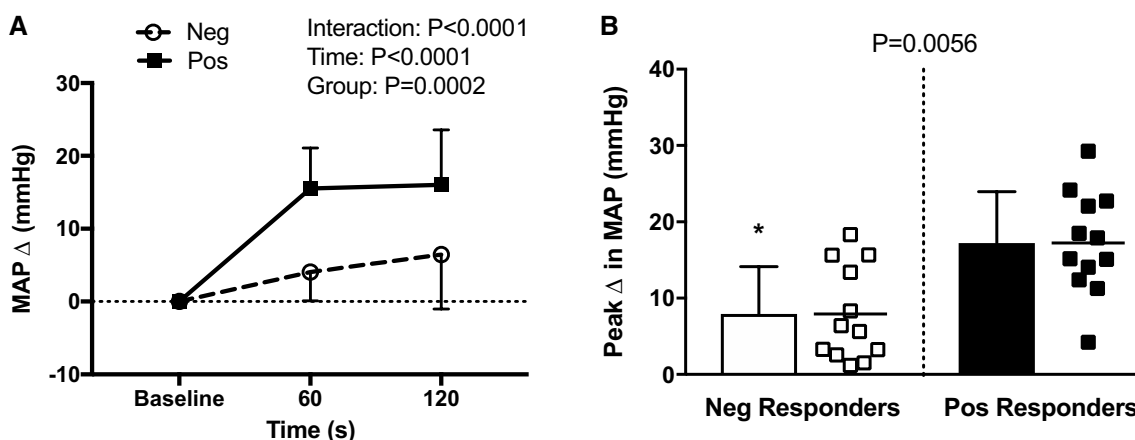 A
Neg
Pos
Interaction: P<0.0001
Time: P<0.0001
Group: P=0.0002
MAP Δ (mmHg)
30
20
10
0
-10
Baseline
60
120
Time (s)
B
P=0.0056
Peak Δ in MAP (mmHg)
40
30
20
10
0
*
Neg Responders
Pos Responders